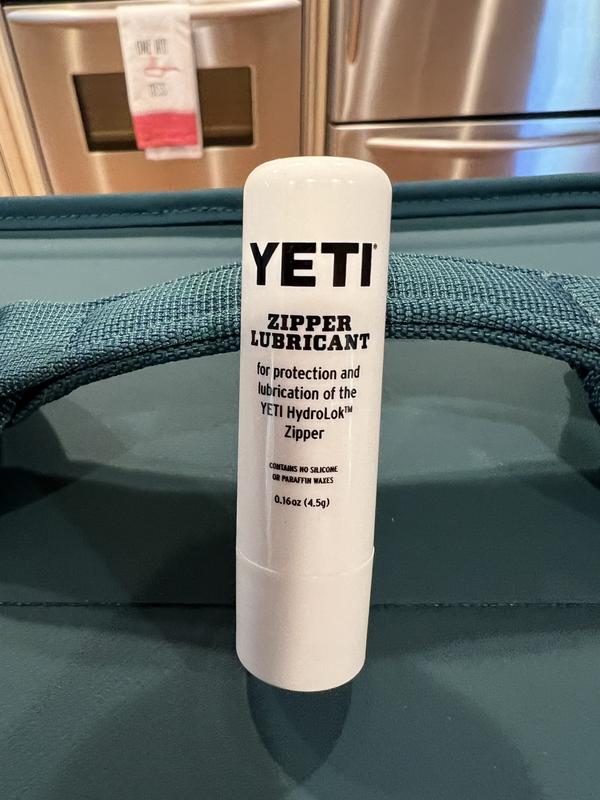 YETI®
ZIPPER
LUBRICANT
for protection and
lubrication of the
YETI HydroLok™
Zipper
CONTAINS NO SILICONE
OR PARAFFIN WAXES
0.16oz (4.5g)